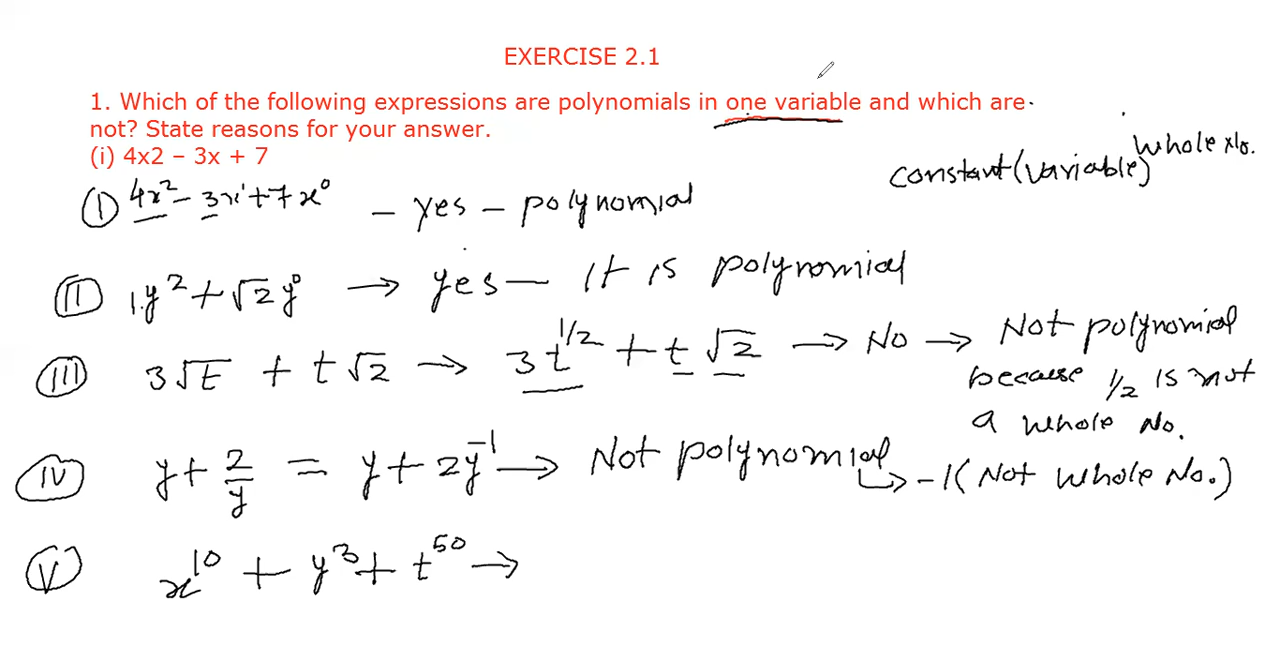 EXERCISE 2.1
1. Which of the following expressions are polynomials in one variable and which are
not? State reasons for your answer.
(i) 4x2 – 3x + 7
constant(variable)^whole No.
(I) 4x² - 3x¹ + 7x⁰ - yes - polynomial
(II) 1.y² + √2y⁰ → yes — It is polynomial
(III) 3√t + t√2 → 3t^1/2 + t√2 → No → Not polynomial
because 1/2 is not
a whole No.
(IV) y + 2/y = y + 2y⁻¹ → Not polynomial
↳ -1 (Not whole No.)
(V) x¹⁰ + y³ + t⁵⁰ →